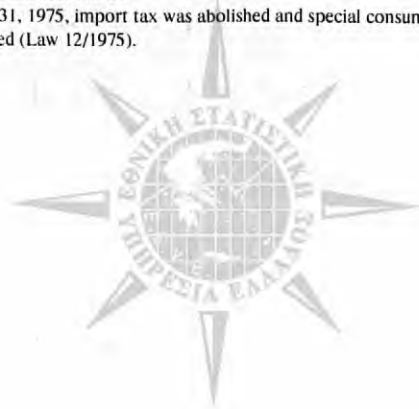 31, 1975, import tax was abolished and special consum
ed (Law 12/1975).
ΕΘΝΙΚΗ ΣΤΑΤΙΣΤΙΚΗ
ΥΠΗΡΕΣΙΑ ΕΛΛΑΔΟΣ